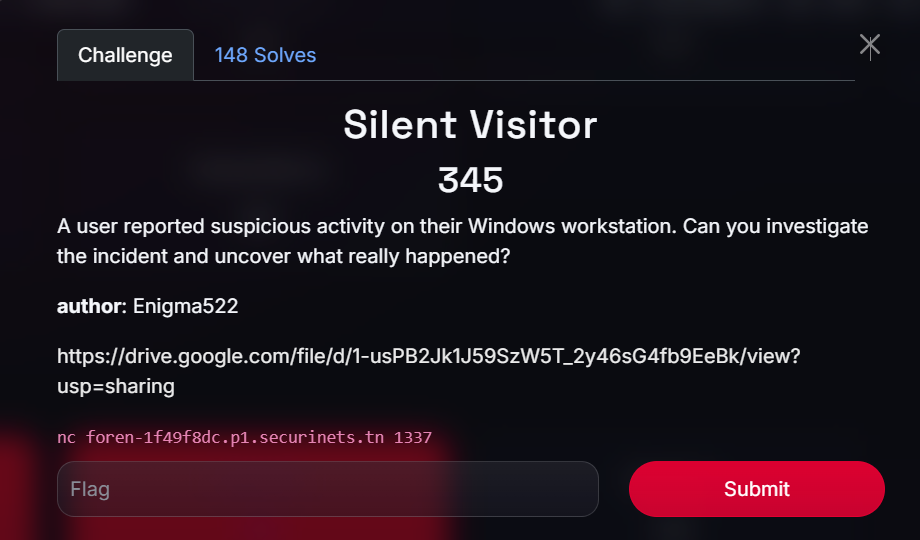 Challenge
148 Solves
Silent Visitor
345
A user reported suspicious activity on their Windows workstation. Can you investigate
the incident and uncover what really happened?
author: Enigma522
https://drive.google.com/file/d/1-usPB2Jk1J59SzW5T_2y46sG4fb9EeBk/view?
usp=sharing
nc foren-1f49f8dc.p1.securinets.tn 1337
Flag
Submit